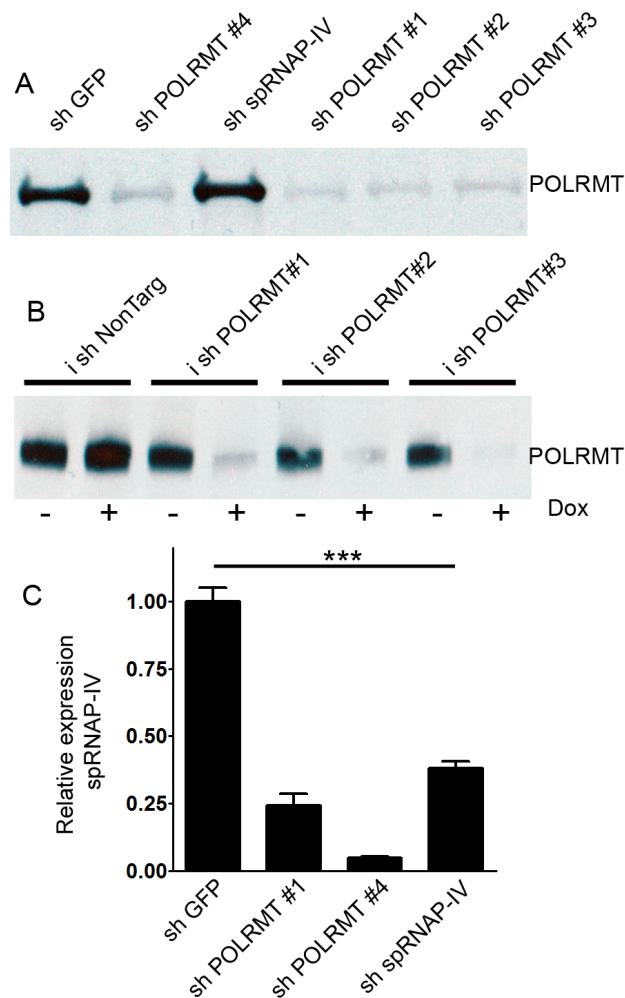 A
sh GFP
sh POLRMT #4
sh spRNAP-IV
sh POLRMT #1
sh POLRMT #2
sh POLRMT #3
POLRMT
B
i sh NonTarg
i sh POLRMT#1
i sh POLRMT#2
i sh POLRMT#3
POLRMT
- + - + - + - + Dox
C
***
Relative expression
spRNAP-IV
1.00
0.75
0.50
0.25
0.00
sh GFP
sh POLRMT #1
sh POLRMT #4
sh spRNAP-IV